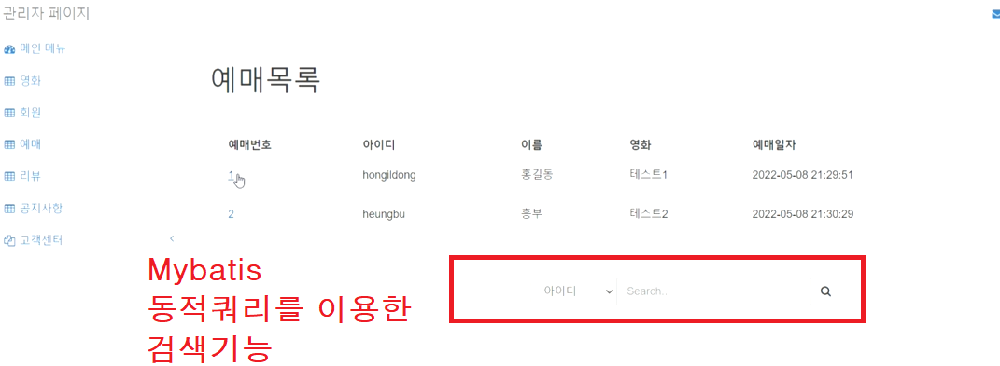 관리자 페이지
메인 메뉴
영화
회원
예매
리뷰
공지사항
고객센터
예매목록
예매번호 아이디 이름 영화 예매일자
1 hongildong 홍길동 테스트1 2022-05-08 21:29:51
2 heungbu 흥부 테스트2 2022-05-08 21:30:29
아이디 Search...
Mybatis
동적쿼리를 이용한
검색기능